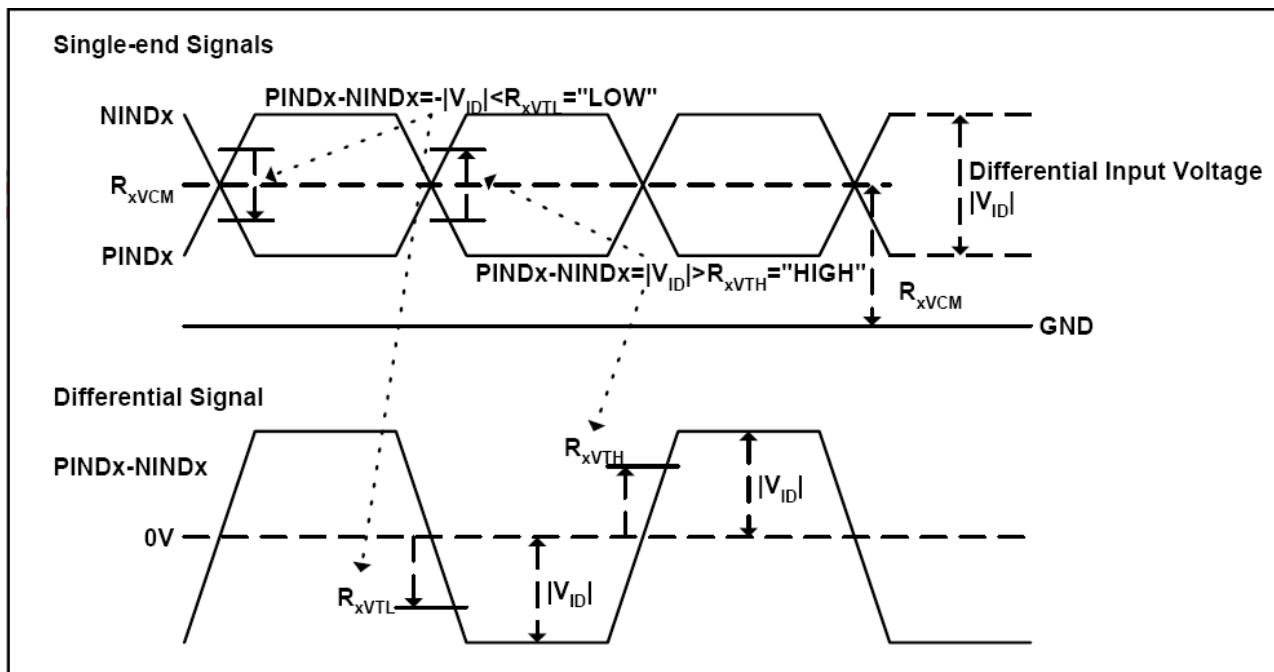 Single-end Signals
PINDx-NINDx=-|VID|<RxVTL="LOW"
NINDx
Differential Input Voltage
|VID|
RxVCM
PINDx
PINDx-NINDx=|VID|>RxVTH="HIGH"
RxVCM
GND
Differential Signal
RxVTH
PINDx-NINDx
|VID|
0V
|VID|
RxVTL